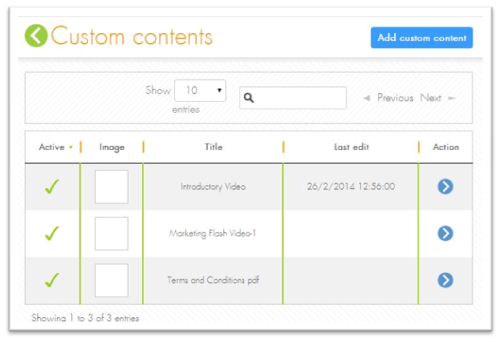 Custom contents
Add custom content
Show 10 entries
Previous Next
Active Image Title Last edit Action
Introductory Video 26/2/2014 12:56:00
Marketing Flash Video-1
Terms and Conditions pdf
Showing 1 to 3 of 3 entries